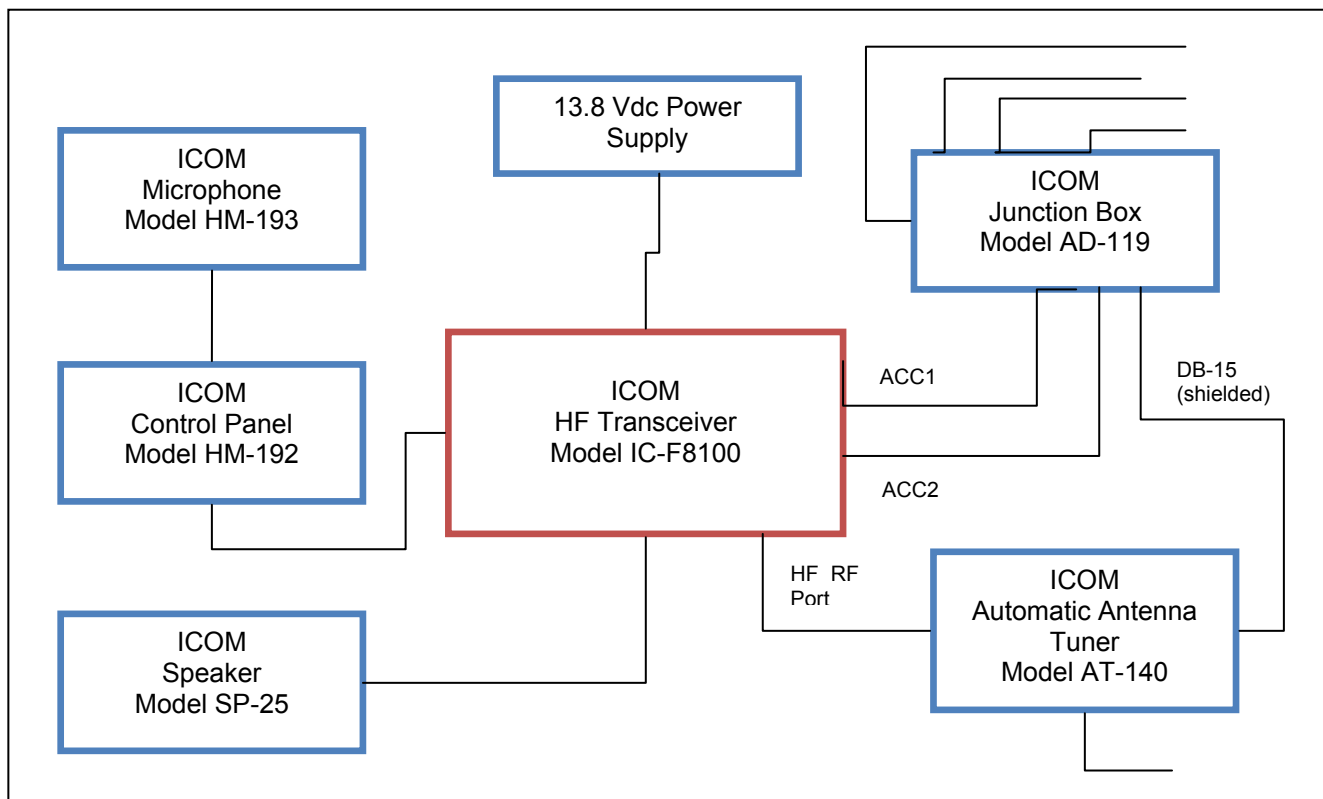 13.8 Vdc Power
Supply
ICOM
Microphone
Model HM-193
ICOM
Junction Box
Model AD-119
ICOM
Control Panel
Model HM-192
ICOM
HF Transceiver
Model IC-F8100
ACC1
DB-15
(shielded)
ACC2
HF RF
Port
ICOM
Automatic Antenna
Tuner
Model AT-140
ICOM
Speaker
Model SP-25